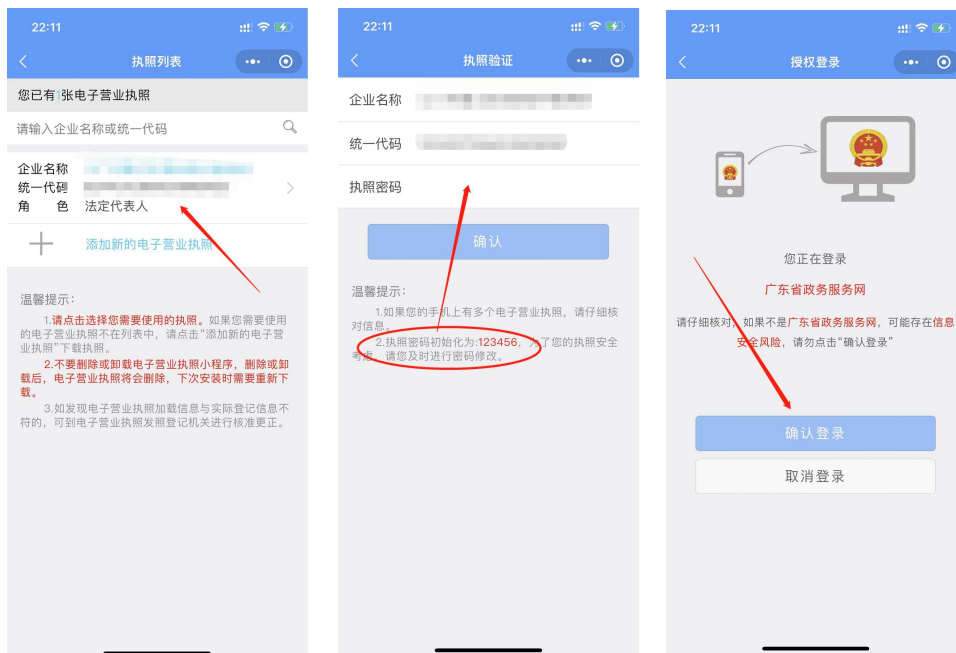 22:11
执照列表
您已有1张电子营业执照
请输入企业名称或统一代码
企业名称
统一代码
角 色 法定代表人
添加新的电子营业执照
温馨提示：
1.请点击选择您需要使用的执照。如果您需要使用
的电子营业执照不在列表中，请点击“添加新的电子营
业执照”下载执照。
2.不要删除或卸载电子营业执照小程序，删除或卸
载后，电子营业执照将会删除，下次安装时需要重新下
载。
3.如发现电子营业执照加载信息与实际登记信息不
符的，可到电子营业执照发照登记机关进行核准更正。
22:11
执照验证
企业名称
统一代码
执照密码
确认
温馨提示：
1.如果您的手机上有多个电子营业执照，请仔细核
对信息。
2.执照密码初始化为:123456，为了您的执照安全
考虑，请您及时进行密码修改。
22:11
授权登录
您正在登录
广东省政务服务网
请仔细核对，如果不是广东省政务服务网，可能存在信息
安全风险，请勿点击“确认登录”
确认登录
取消登录